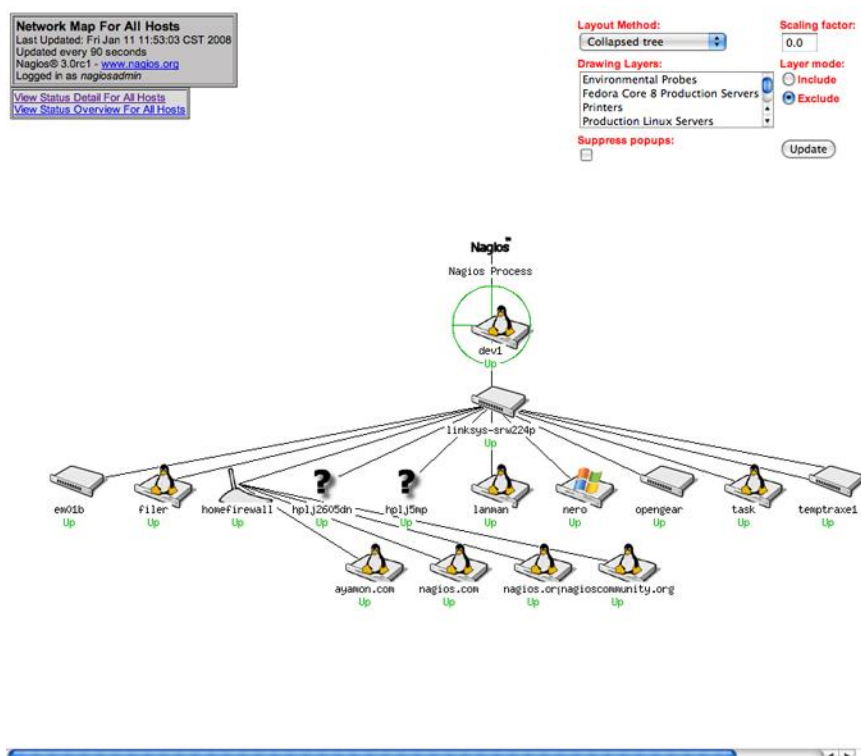 Network Map For All Hosts
Last Updated: Fri Jan 11 11:53:03 CST 2008
Updated every 90 seconds
Nagios® 3.0rc1 - www.nagios.org
Logged in as nagiosadmin
View Status Detail For All Hosts
View Status Overview For All Hosts
Layout Method:
Collapsed tree
Scaling factor:
0.0
Drawing Layers:
Environmental Probes
Fedora Core 8 Production Servers
Printers
Production Linux Servers
Layer mode:
Include
Exclude
Suppress popups:
Update
Nagios™
Nagios Process
dev1
Up
linksys-srw224p
Up
em01b
Up
filer
Up
homefirewall
Up
?
hplj2605dn
Up
?
hplj5mp
Up
lanman
Up
nero
Up
opengear
Up
task
Up
temptraxe1
Up
ayamon.com
Up
nagios.com
Up
nagios.or
Up
nagioscommunity.org
Up